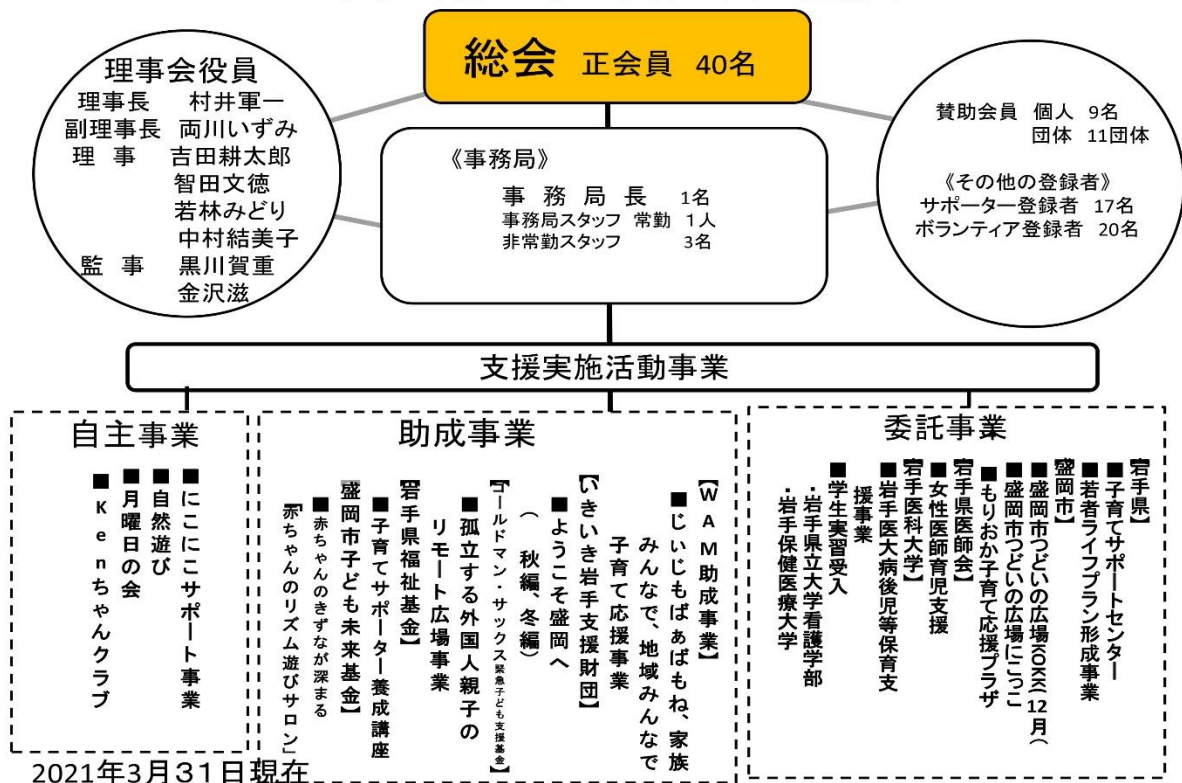 総会 正会員 40名
理事会役員
理事長 村井軍一
副理事長 両川いずみ
理 事 吉田耕太郎
智田文徳
若林みどり
中村結美子
監 事 黒川賀重
金沢滋
《事務局》
事 務 局 長 1名
事務局スタッフ 常勤 1人
非常勤スタッフ 3名
賛助会員 個人 9名
団体 11団体
《その他の登録者》
サポーター登録者 17名
ボランティア登録者 20名
支援実施活動事業
自主事業
■にこにこサポート事業
■自然遊び
■月曜日の会
■Kenちゃんクラブ
助成事業
【WAM助成事業】
■じいじもばぁばもね、家族
みんなで、地域みんなで
子育て応援事業
【いきいき岩手支援財団】
■ようこそ盛岡へ
（ 秋編、冬編）
【ゴールドマン・サックス緊急子ども支援基金】
■孤立する外国人親子の
リモート広場事業
【岩手県福祉基金】
■子育てサポーター養成講座
【盛岡市子ども未来基金】
■赤ちゃんのきずなが深まる
「赤ちゃんのリズム遊びサロン」
委託事業
【岩手県】
■子育てサポートセンター
■若者ライフプラン形成事業
【盛岡市】
■盛岡市つどいの広場KOKKO(12月〜
■盛岡市つどいの広場にこっこ
■もりおか子育て応援プラザ
【岩手県医師会】
■女性医師育児支援
【岩手医科大学】
■岩手医大病後児等保育支
援事業
■学生実習受入
・岩手県立大学看護学部
・岩手保健医療大学
2021年3月31日現在